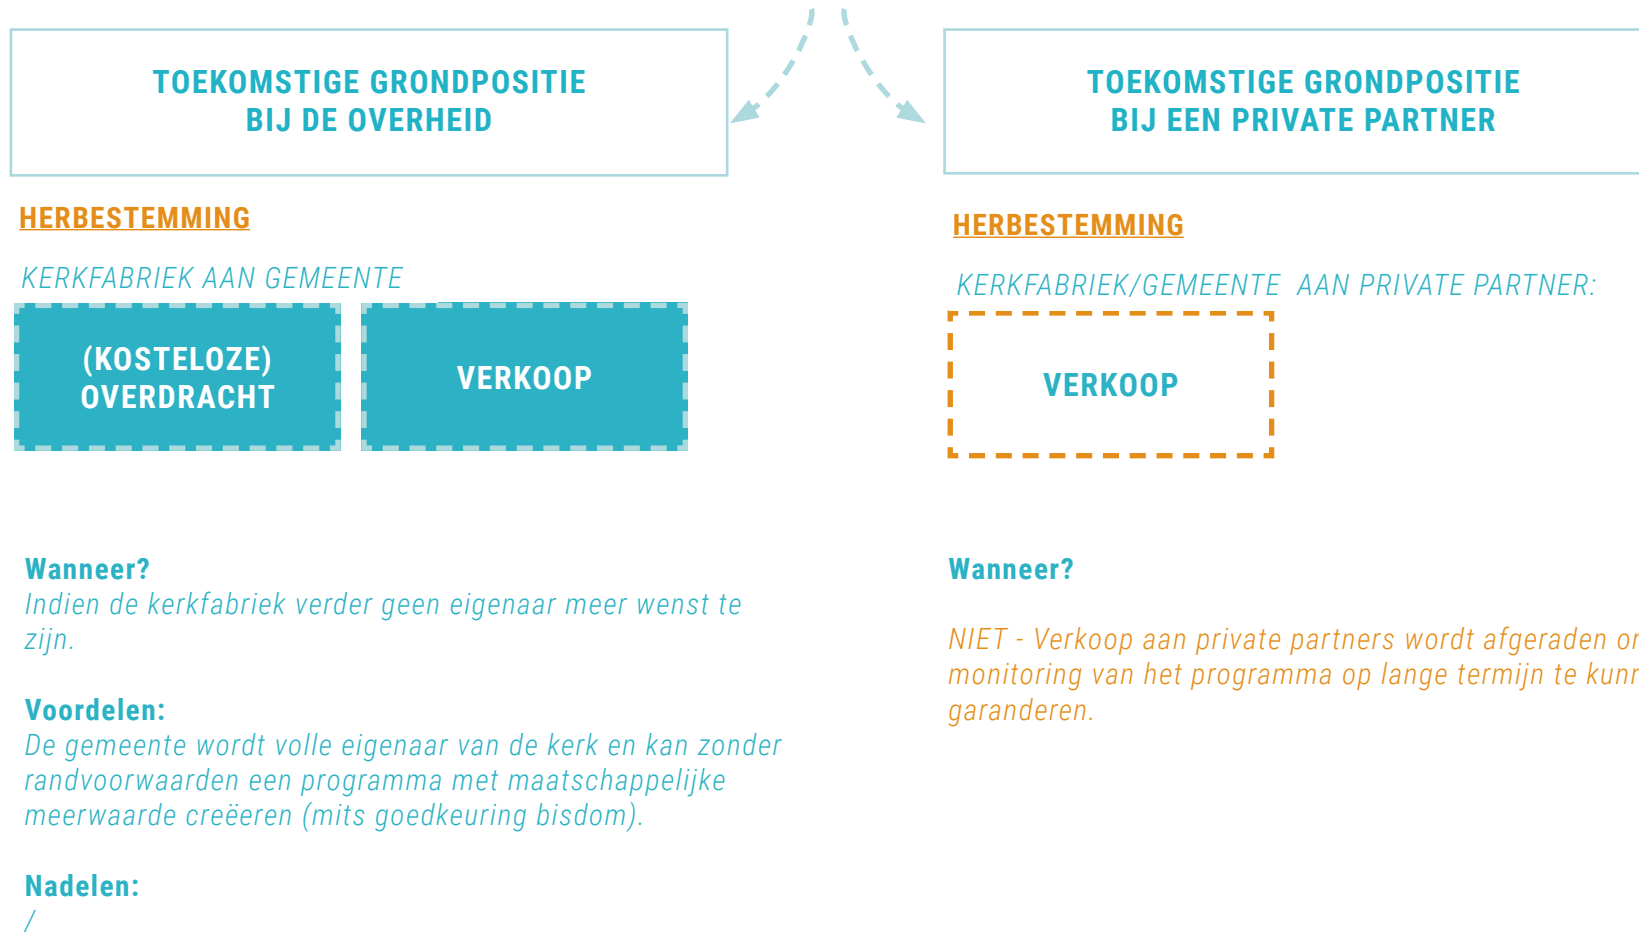 TOEKOMSTIGE GRONDPOSITIE
BIJ DE OVERHEID
HERBESTEMMING
KERKFABRIEK AAN GEMEENTE
(KOSTELOZE)
OVERDRACHT
VERKOOP
Wanneer?
Indien de kerkfabriek verder geen eigenaar meer wenst te
zijn.
Voordelen:
De gemeente wordt volle eigenaar van de kerk en kan zonder
randvoorwaarden een programma met maatschappelijke
meerwaarde creëeren (mits goedkeuring bisdom).
Nadelen:
/
TOEKOMSTIGE GRONDPOSITIE
BIJ EEN PRIVATE PARTNER
HERBESTEMMING
KERKFABRIEK/GEMEENTE AAN PRIVATE PARTNER:
VERKOOP
Wanneer?
NIET - Verkoop aan private partners wordt afgeraden
monitoring van het programma op lange termijn te
garanderen.